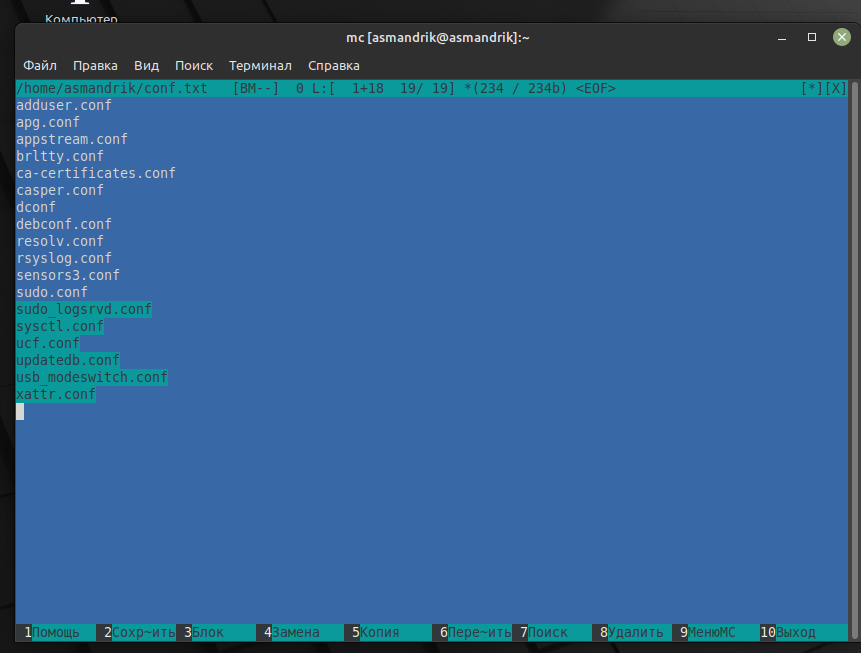 Компьютер
mc [asmandrik@asmandrik]:~
Файл Правка Вид Поиск Терминал Справка
/home/asmandrik/conf.txt   [BM--]  0 L:[  1+18  19/ 19] *(234 / 234b) <EOF>   [*][X]
adduser.conf
apg.conf
appstream.conf
brltty.conf
ca-certificates.conf
casper.conf
dconf
debconf.conf
resolv.conf
rsyslog.conf
sensors3.conf
sudo.conf
sudo_logsrvd.conf
sysctl.conf
ucf.conf
updatedb.conf
usb_modeswitch.conf
xattr.conf
1Помощь 2Сохр~ить 3Блок 4Замена 5Копия 6Пере~ить 7Поиск 8Удалить 9МенюMC 10Выход